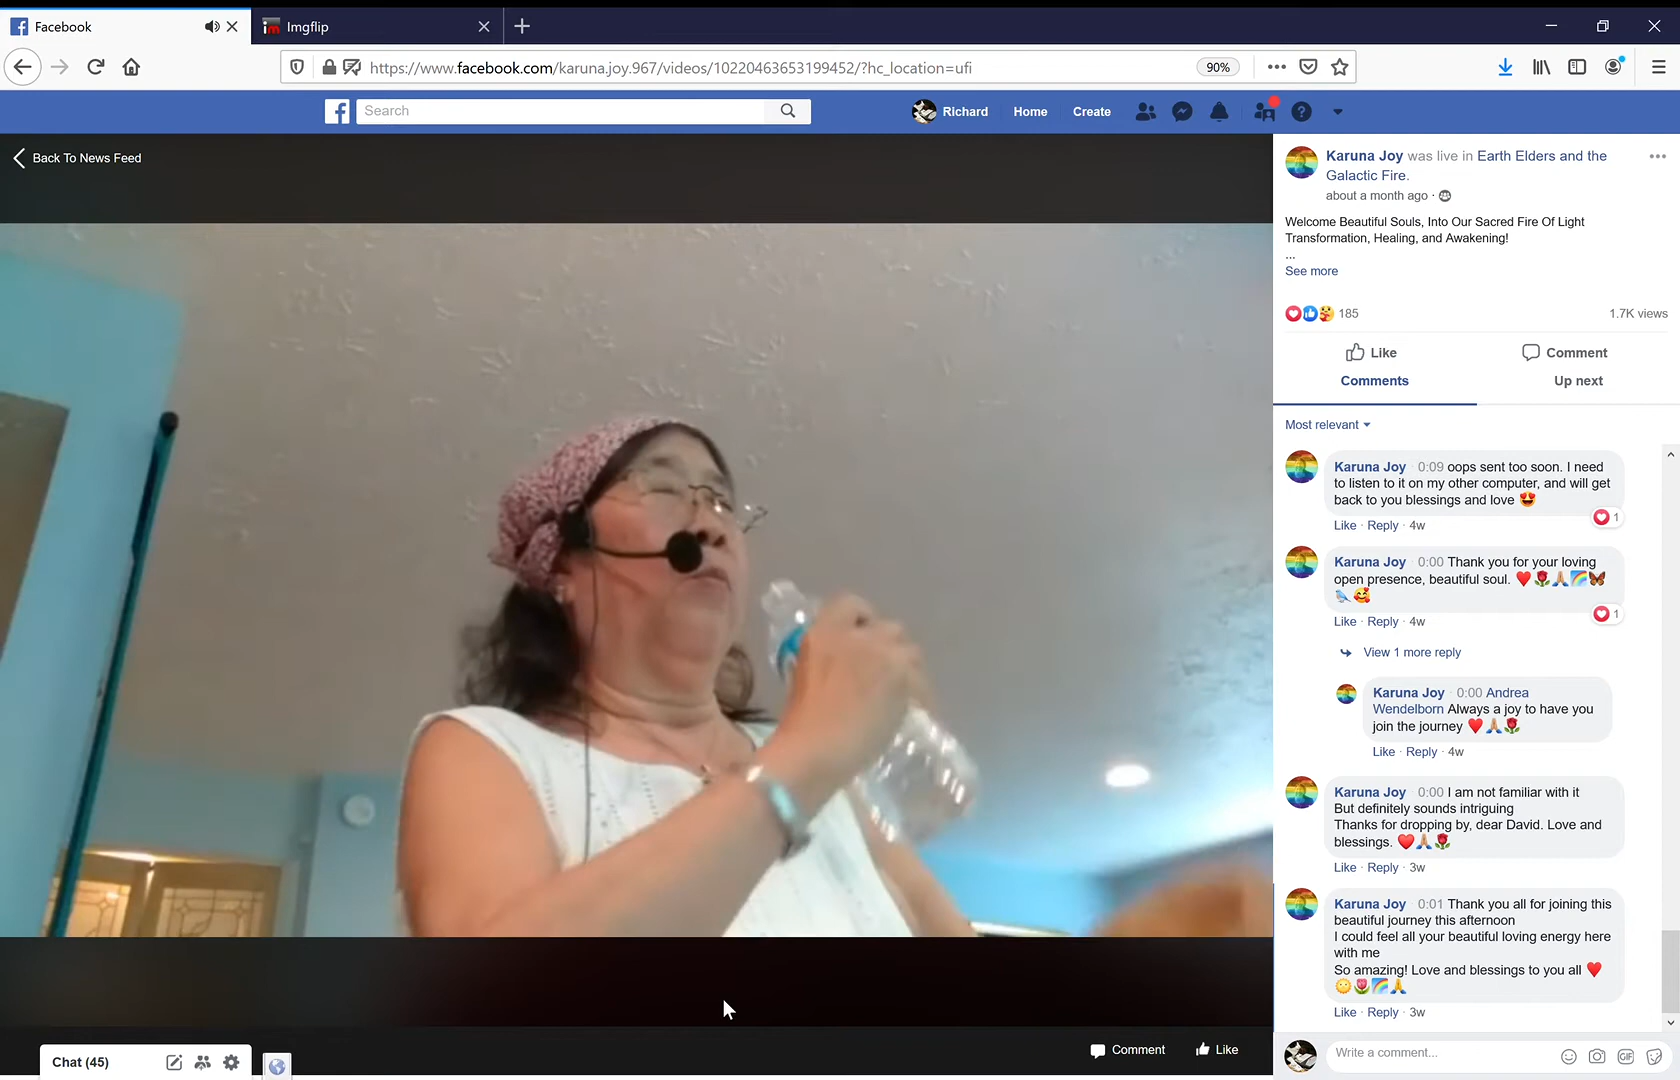 Facebook
Imgflip
https://www.facebook.com/karuna.joy.967/videos/10220463653199452/?hc_location=ufi
90%
Search
Richard
Home
Create
Back To News Feed
Karuna Joy was live in Earth Elders and the
Galactic Fire.
about a month ago ·
Welcome Beautiful Souls, Into Our Sacred Fire Of Light
Transformation, Healing, and Awakening!
...
See more
185
1.7K views
Like
Comment
Comments
Up next
Most relevant
Karuna Joy 0:09 oops sent too soon. I need
to listen to it on my other computer, and will get
back to you blessings and love 😍
1
Like · Reply · 4w
Karuna Joy 0:00 Thank you for your loving
open presence, beautiful soul. ❤️🌹🙏🌈🦋
🐦🥰
1
Like · Reply · 4w
View 1 more reply
Karuna Joy · 0:00 Andrea
Wendelborn Always a joy to have you
join the journey ❤️🙏🌹
Like · Reply · 4w
Karuna Joy 0:00 I am not familiar with it
But definitely sounds intriguing
Thanks for dropping by, dear David. Love and
blessings. ❤️🙏🌹
Like · Reply · 3w
Karuna Joy 0:01 Thank you all for joining this
beautiful journey this afternoon
I could feel all your beautiful loving energy here
with me
So amazing! Love and blessings to you all ❤️
🌞🌷🌈🙏
Like · Reply · 3w
Comment
Like
Write a comment...
GIF
Chat (45)